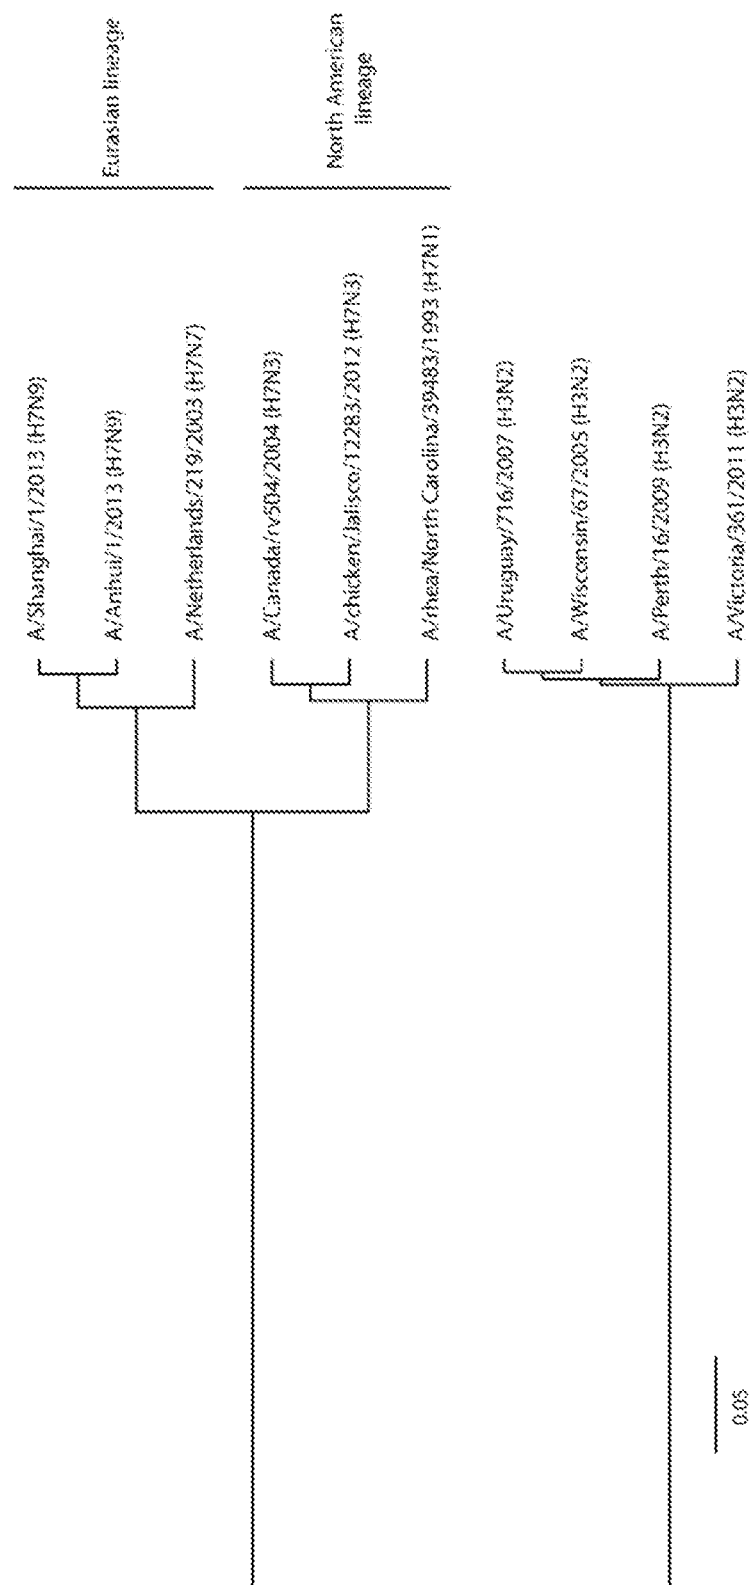 A/Shanghai/1/2013 (H7N9)
A/Anhui/1/2013 (H7N9)
A/Netherlands/219/2003 (H7N7)
Eurasian lineage
A/Canada/rv504/2004 (H7N3)
A/chicken/Jalisco/12283/2012 (H7N3)
A/rhea/North Carolina/39483/1993 (H7N1)
North American
lineage
A/Uruguay/716/2007 (H3N2)
A/Wisconsin/67/2005 (H3N2)
A/Perth/16/2009 (H3N2)
A/Victoria/361/2011 (H3N2)
0.05